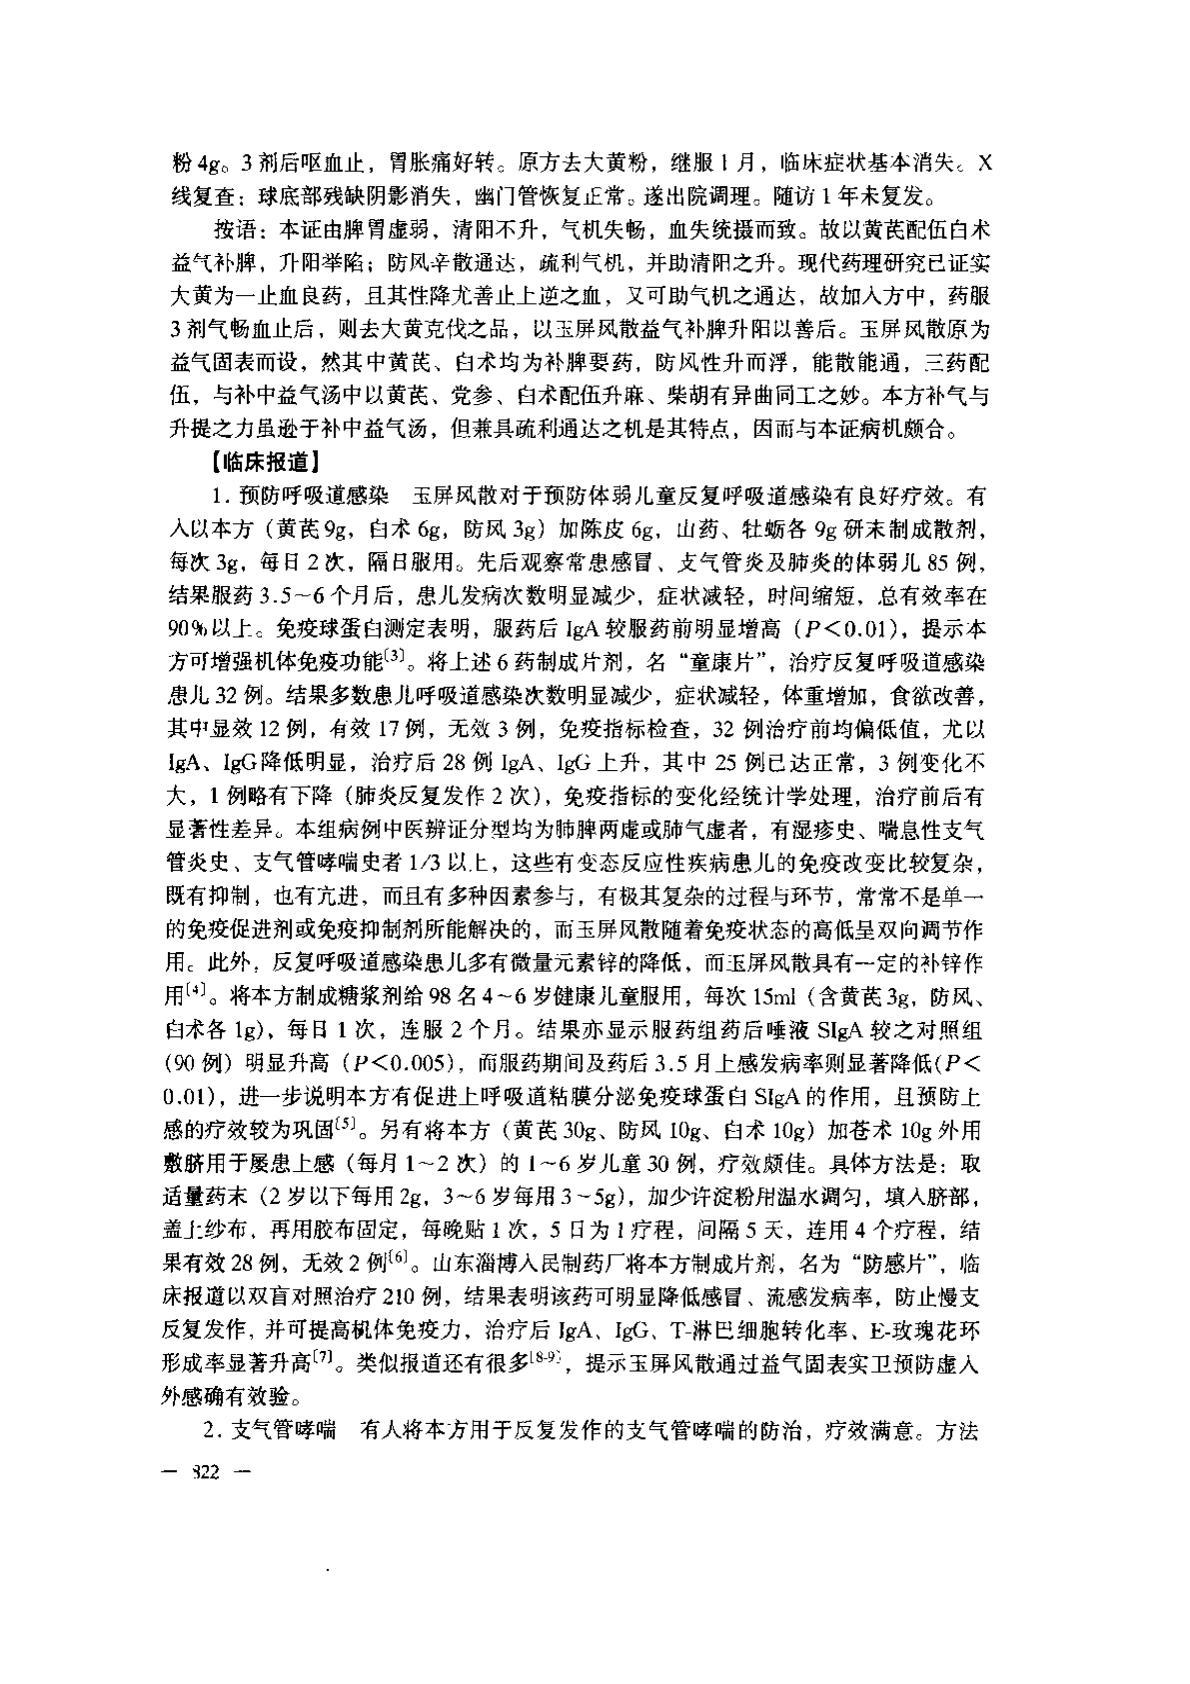 粉 4g。3 剂后呕血止，胃胀痛好转。原方去大黄粉，继服 1 月，临床症状基本消失。X
线复查：球底部残缺阴影消失，幽门管恢复正常。遂出院调理。随访 1 年未复发。
按语：本证由脾胃虚弱，清阳不升，气机失畅，血失统摄而致。故以黄芪配伍白术
益气补脾，升阳举陷；防风辛散通达，疏利气机，并助清阳之升。现代药理研究已证实
大黄为一止血良药，且其性降尤善止上逆之血，又可助气机之通达，故加入方中，药服
3 剂气畅血止后，则去大黄克伐之品，以玉屏风散益气补脾升阳以善后。玉屏风散原为
益气固表而设，然其中黄芪、白术均为补脾要药，防风性升而浮，能散能通，三药配
伍，与补中益气汤中以黄芪、党参、白术配伍升麻、柴胡有异曲同工之妙。本方补气与
升提之力虽逊于补中益气汤，但兼具疏利通达之机是其特点，因而与本证病机颇合。
【临床报道】
1. 预防呼吸道感染　玉屏风散对于预防体弱儿童反复呼吸道感染有良好疗效。有
人以本方（黄芪 9g，白术 6g，防风 3g）加陈皮 6g，山药、牡蛎各 9g 研末制成散剂，
每次 3g，每日 2 次，隔日服用。先后观察常患感冒、支气管炎及肺炎的体弱儿 85 例，
结果服药 3.5～6 个月后，患儿发病次数明显减少，症状减轻，时间缩短，总有效率在
90%以上。免疫球蛋白测定表明，服药后 IgA 较服药前明显增高（P＜0.01），提示本
方可增强机体免疫功能〔3〕。将上述 6 药制成片剂，名“童康片”，治疗反复呼吸道感染
患儿 32 例。结果多数患儿呼吸道感染次数明显减少，症状减轻，体重增加，食欲改善，
其中显效 12 例，有效 17 例，无效 3 例，免疫指标检查，32 例治疗前均偏低值，尤以
IgA、IgG 降低明显，治疗后 28 例 IgA、IgG 上升，其中 25 例已达正常，3 例变化不
大，1 例略有下降（肺炎反复发作 2 次），免疫指标的变化经统计学处理，治疗前后有
显著性差异。本组病例中医辨证分型均为肺脾两虚或肺气虚者，有湿疹史、喘息性支气
管炎史、支气管哮喘史者 1/3 以上，这些有变态反应性疾病患儿的免疫改变比较复杂，
既有抑制，也有亢进，而且有多种因素参与，有极其复杂的过程与环节，常常不是单一
的免疫促进剂或免疫抑制剂所能解决的，而玉屏风散随着免疫状态的高低呈双向调节作
用。此外，反复呼吸道感染患儿多有微量元素锌的降低，而玉屏风散具有一定的补锌作
用〔4〕。将本方制成糖浆剂给 98 名 4～6 岁健康儿童服用，每次 15ml（含黄芪 3g，防风、
白术各 1g），每日 1 次，连服 2 个月。结果亦显示服药组药后唾液 SIgA 较之对照组
（90 例）明显升高（P＜0.005），而服药期间及药后 3.5 月上感发病率则显著降低（P＜
0.01），进一步说明本方有促进上呼吸道粘膜分泌免疫球蛋白 SIgA 的作用，且预防上
感的疗效较为巩固〔5〕。另有将本方（黄芪 30g、防风 10g、白术 10g）加苍术 10g 外用
敷脐用于屡患上感（每月 1～2 次）的 1～6 岁儿童 30 例，疗效颇佳。具体方法是：取
适量药末（2 岁以下每用 2g，3～6 岁每用 3～5g），加少许淀粉用温水调匀，填入脐部，
盖上纱布，再用胶布固定，每晚贴 1 次，5 日为 1 疗程，间隔 5 天，连用 4 个疗程，结
果有效 28 例，无效 2 例〔6〕。山东淄博人民制药厂将本方制成片剂，名为“防感片”，临
床报道以双盲对照治疗 210 例，结果表明该药可明显降低感冒、流感发病率，防止慢支
反复发作，并可提高机体免疫力，治疗后 IgA、IgG、T-淋巴细胞转化率、E-玫瑰花环
形成率显著升高〔7〕。类似报道还有很多〔8-9〕，提示玉屏风散通过益气固表实卫预防虚人
外感确有效验。
2. 支气管哮喘　有人将本方用于反复发作的支气管哮喘的防治，疗效满意。方法
— 822 —